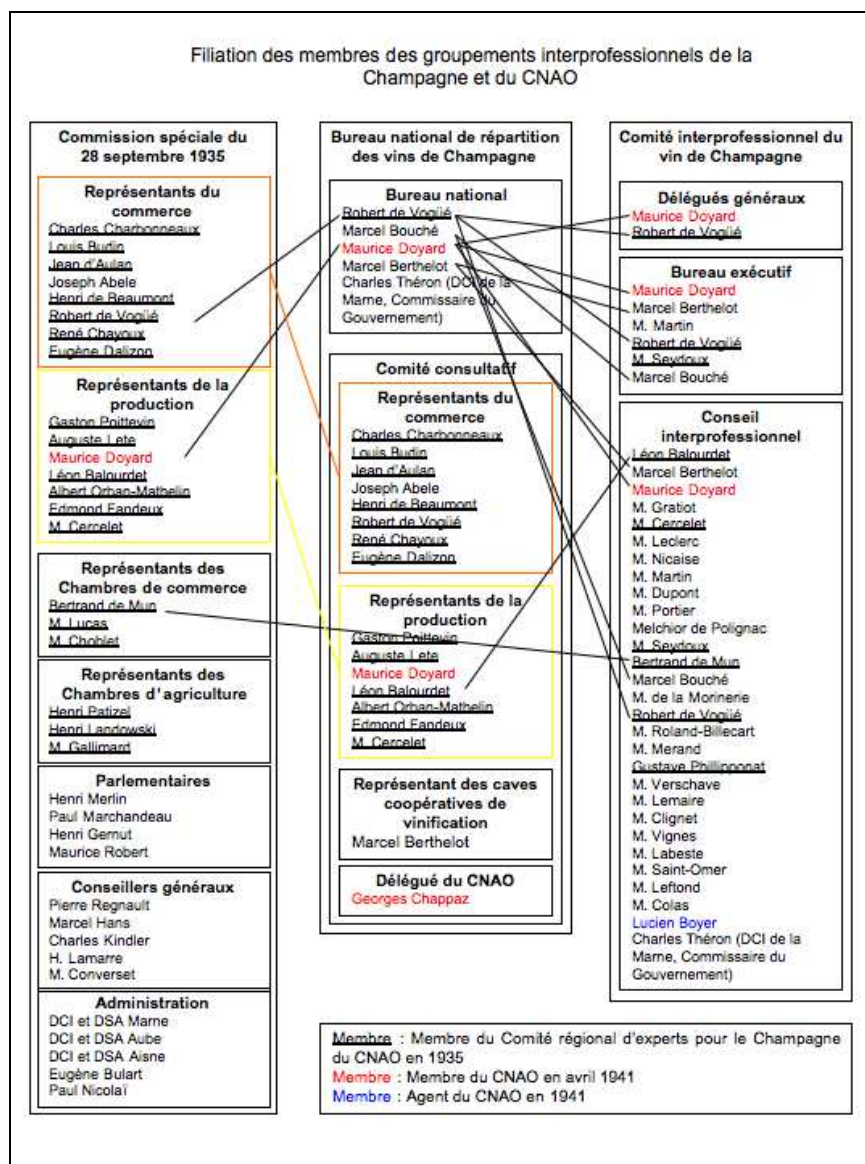 Filiation des membres des groupements interprofessionnels de la
Champagne et du CNAO
Commission spéciale du
28 septembre 1935
Représentants du
commerce
Charles Charbonneaux
Louis Budin
Jean d'Aulan
Joseph Abele
Henri de Beaumont
Robert de Vogüé
René Chayoux
Eugène Dalizon
Représentants de la
production
Gaston Poittevin
Auguste Lete
Maurice Doyard
Léon Balourdet
Albert Orban-Mathelin
Edmond Fandeux
M. Cercelet
Représentants des
Chambres de commerce
Bertrand de Mun
M. Lucas
M. Choblet
Représentants des
Chambres d'agriculture
Henri Patizel
Henri Landowski
M. Gallimard
Parlementaires
Henri Merlin
Paul Marchandeau
Henri Gernut
Maurice Robert
Conseillers généraux
Pierre Regnault
Marcel Hans
Charles Kindler
H. Lamarre
M. Converset
Administration
DCI et DSA Marne
DCI et DSA Aube
DCI et DSA Aisne
Eugène Bulart
Paul Nicolaï
Bureau national de répartition
des vins de Champagne
Bureau national
Robert de Vogüé
Marcel Bouché
Maurice Doyard
Marcel Berthelot
Charles Théron (DCI de la
Marne, Commissaire du
Gouvernement)
Comité consultatif
Représentants du
commerce
Charles Charbonneaux
Louis Budin
Jean d'Aulan
Joseph Abele
Henri de Beaumont
Robert de Vogüé
René Chayoux
Eugène Dalizon
Représentants de la
production
Gaston Poittevin
Auguste Lete
Maurice Doyard
Léon Balourdet
Albert Orban-Mathelin
Edmond Fandeux
M. Cercelet
Représentant des caves
coopératives de
vinification
Marcel Berthelot
Délégué du CNAO
Georges Chappaz
Comité interprofessionnel du
vin de Champagne
Délégués généraux
Maurice Doyard
Robert de Vogüé
Bureau exécutif
Maurice Doyard
Marcel Berthelot
M. Martin
Robert de Vogüé
M. Seydoux
Marcel Bouché
Conseil
interprofessionnel
Léon Balourdet
Marcel Berthelot
Maurice Doyard
M. Gratiot
M. Cercelet
M. Leclerc
M. Nicaise
M. Martin
M. Dupont
M. Portier
Melchior de Polignac
M. Seydoux
Bertrand de Mun
Marcel Bouché
M. de la Morinerie
Robert de Vogüé
M. Roland-Billecart
M. Merand
Gustave Phillipponat
M. Verschave
M. Lemaire
M. Clignet
M. Vignes
M. Labeste
M. Saint-Omer
M. Leftond
M. Colas
Lucien Boyer
Charles Théron (DCI de la
Marne, Commissaire du
Gouvernement)
Membre : Membre du Comité régional d'experts pour le Champagne
du CNAO en 1935
Membre : Membre du CNAO en avril 1941
Membre : Agent du CNAO en 1941